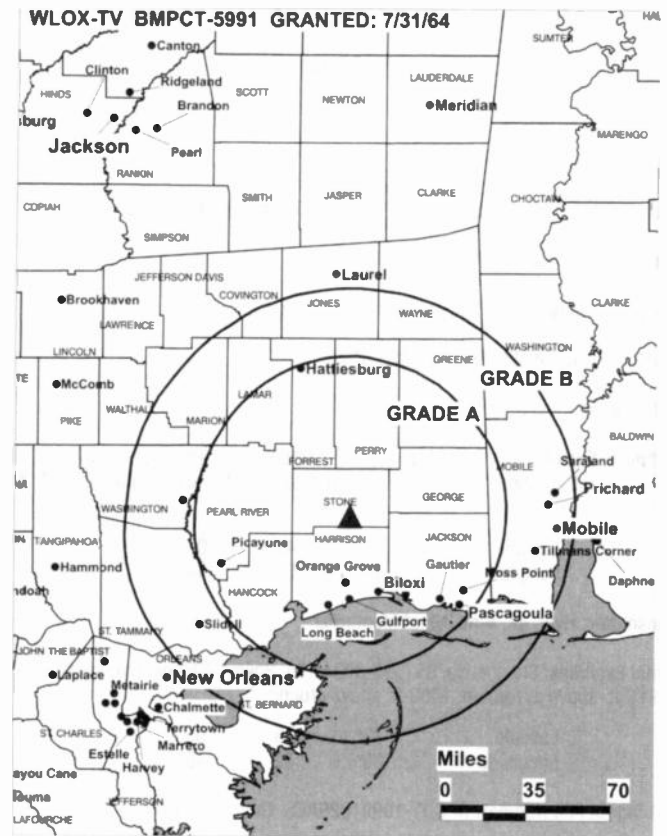 WLOX-TV BMPCT-5991 GRANTED: 7/31/64
Canton
SUMTER
Clinton
Ridgeland
HINDS
SCOTT
NEWTON
LAUDERDALE
Meridian
sburg
Brandon
Jackson
Pearl
MARENGO
RANKIN
COPIAH
SMITH
JASPER
CLARKE
CHOCTAW
SIMPSON
JEFFERSON DAVIS
COVINGTON
Laurel
JONES
WAYNE
CLARKE
Brookhaven
LAWRENCE
LINCOLN
WASHINGTON
GREENE
GRADE B
Hattiesburg
McComb
LAMAR
PIKE
WALTHALL
MARION
GRADE A
FORREST
PERRY
BALDWIN
MOBILE
Saraland
Prichard
WASHINGTON
PEARL RIVER
STONE
GEORGE
Mobile
TANGIPAHOA
HARRISON
JACKSON
Picayune
Tillmans Corner
Hammond
Orange Grove
Biloxi
Gautier
Moss Point
Daphne
HANCOCK
Gulfport
Pascagoula
ST. TAMMANY
Slidell
Long Beach
JOHN THE BAPTIST
ORLEANS
Laplace
New Orleans
Metairie
Chalmette
ST. BERNARD
ST. CHARLES
Terrytown
Estelle
Marrero
Harvey
ayou Cane
JEFFERSON
LAFOURCHE
Miles
0 35 70